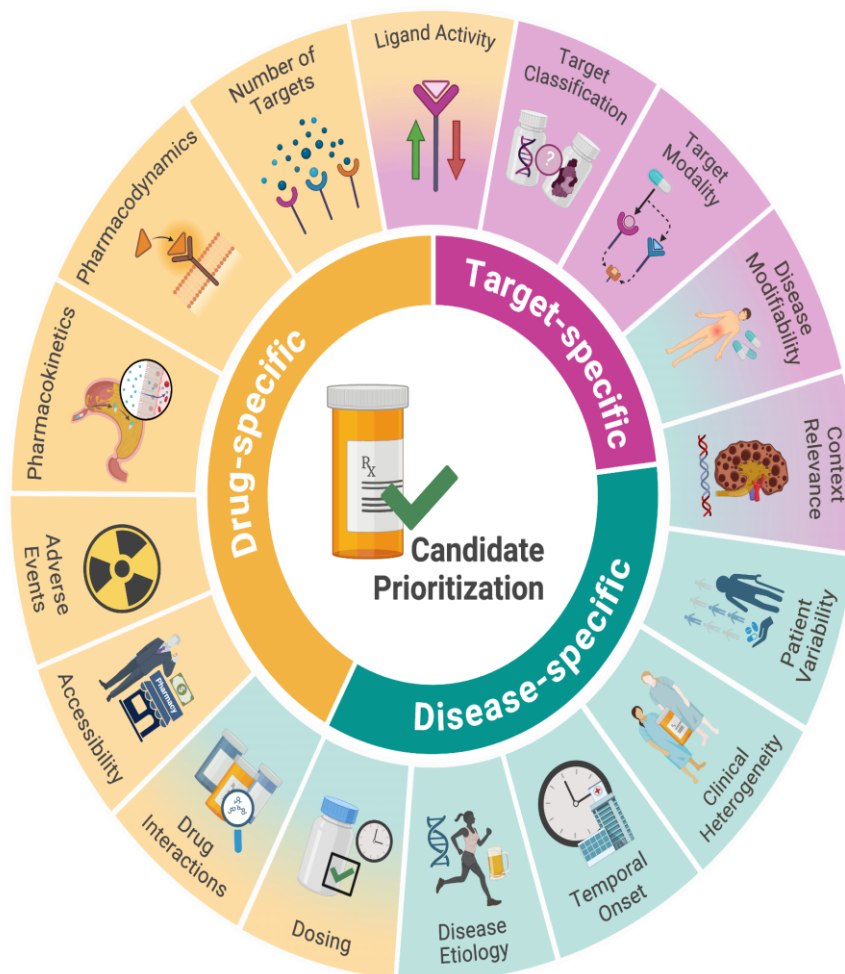 Ligand Activity
Target
Classification
Target
Modality
Disease
Modifiability
Context
Relevance
Patient
Variability
Clinical
Heterogeneity
Temporal
Onset
Disease
Etiology
Dosing
Drug
Interactions
Accessibility
Adverse
Events
Pharmacokinetics
Pharmacodynamics
Number of
Targets
Target-specific
Disease-specific
Drug-specific
Rx
Candidate
Prioritization
?
Pharmacy